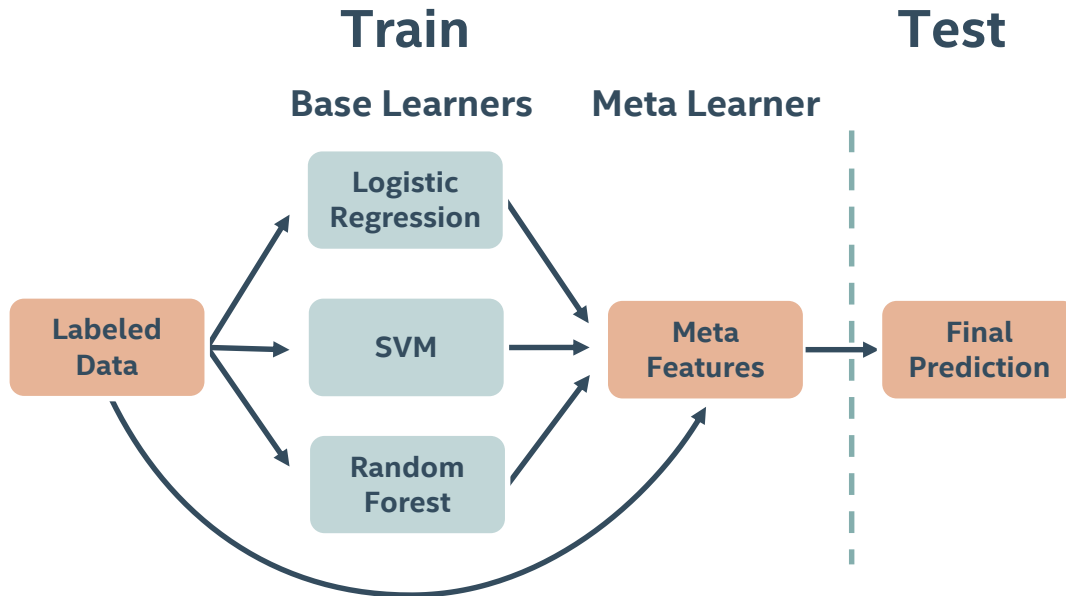 Train
Test
Base Learners
Meta Learner
Logistic
Regression
Labeled
Data
SVM
Meta
Features
Final
Prediction
Random
Forest